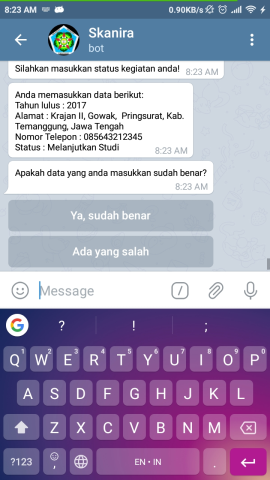 8:23 AM
0.90KB/s
Skanira
bot
Silahkan masukkan status kegiatan anda!
8:23 AM
Anda memasukkan data berikut:
Tahun lulus : 2017
Alamat : Krajan II, Gowak, Pringsurat, Kab.
Temanggung, Jawa Tengah
Nomor Telepon : 085643212345
Status : Melanjutkan Studi
8:23 AM
Apakah data yang anda masukkan sudah benar?
8:23 AM
Ya, sudah benar
Ada yang salah
Message
G ? ! ;
Q 1 W 2 E 3 R 4 T 5 Y 6 U 7 I 8 O 9 P 0
A S D F G H J K L
Z X C V B N M
?123 , EN • IN .